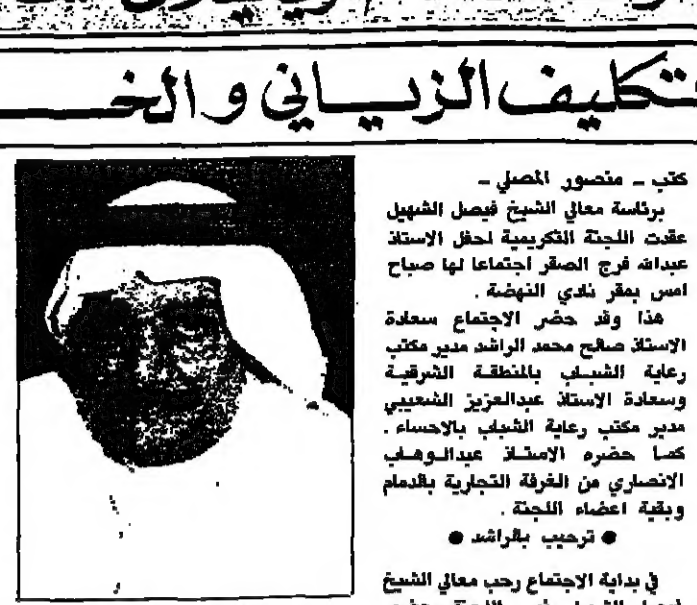 تكليف الزيـاني و الخـ
كتب ـ منصور المصلي ـ
برئاسة معالي الشيخ فيصل الشهيل
عقدت اللجنة التكريمية لحفل الاستاذ
عبدالله فرج الصقر اجتماعا لها صباح
امس بمقر نادي النهضة .
هذا وقد حضر الاجتماع سعادة
الاستاذ صالح محمد الراشد مدير مكتب
رعاية الشباب بالمنطقة الشرقية
وسعادة الاستاذ عبدالعزيز الشعيبي
مدير مكتب رعاية الشباب بالاحساء .
كما حضره الاستاذ عبدالوهاب
الانصاري من الغرفة التجارية بالدمام
وبقية اعضاء اللجنة .
● ترحيب بالراشد ●
في بداية الاجتماع رحب معالي الشيخ